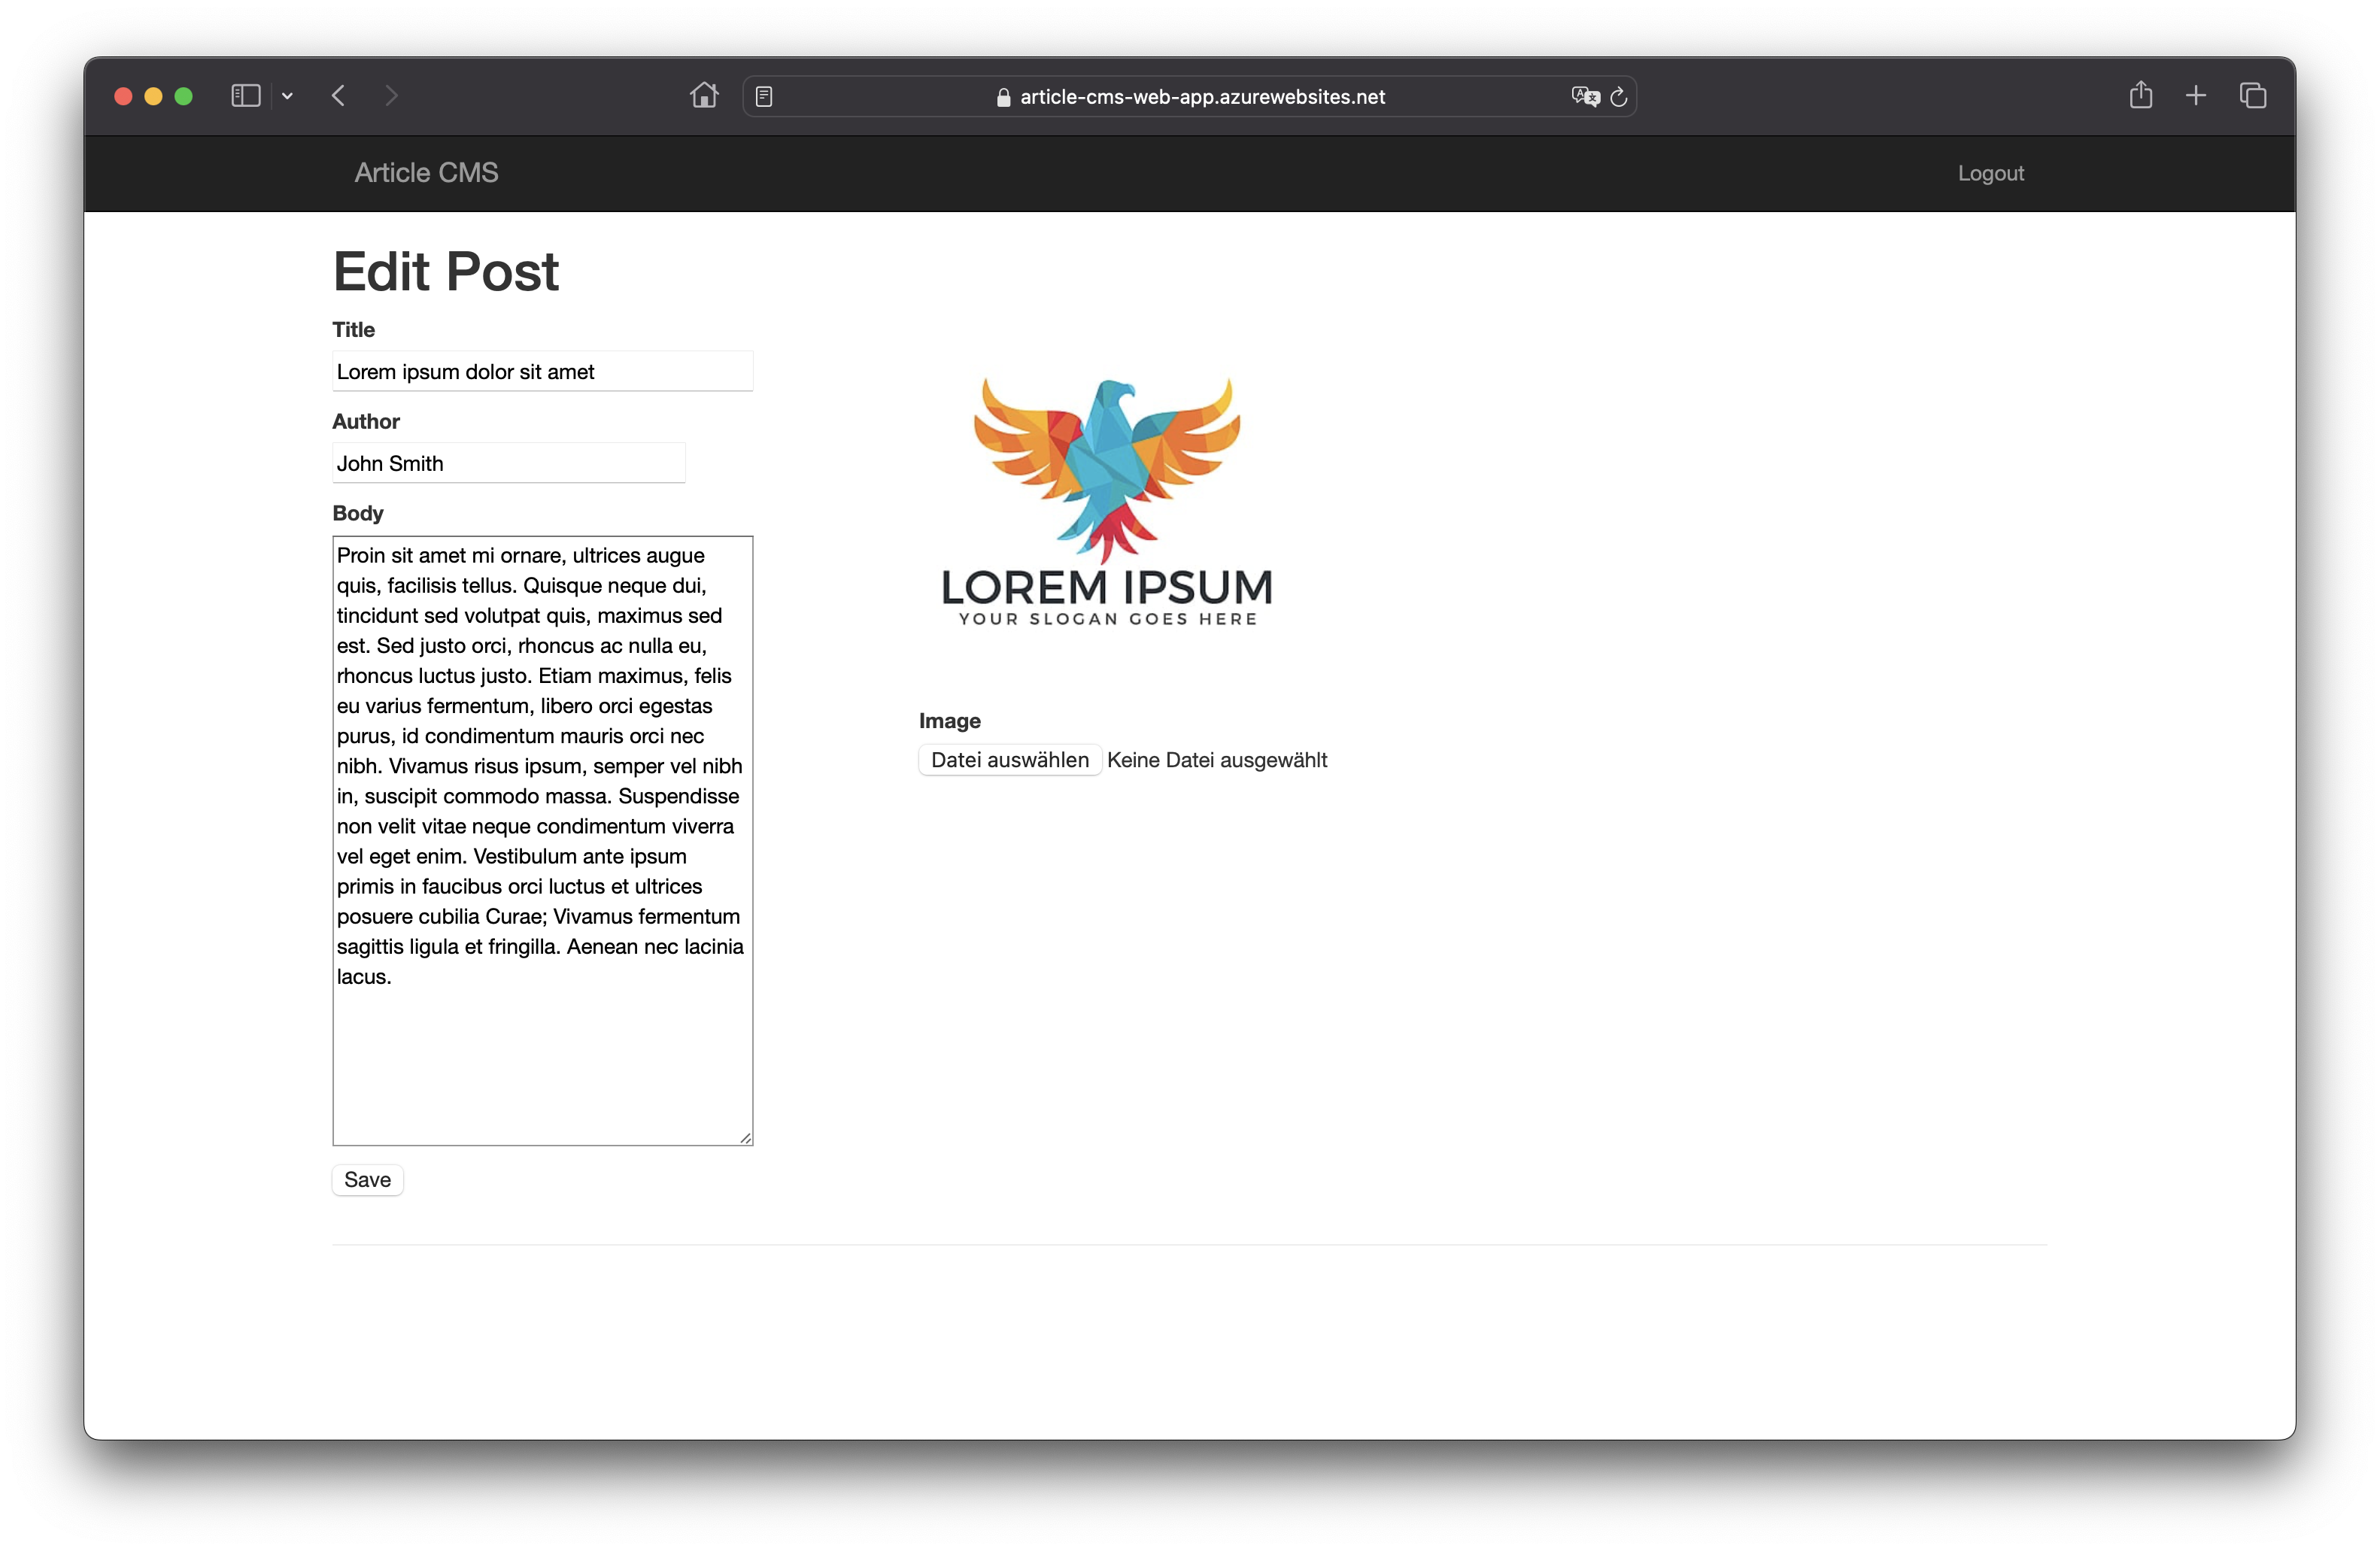 article-cms-web-app.azurewebsites.net
Article CMS
Logout
Edit Post
Title
Lorem ipsum dolor sit amet
Author
John Smith
Body
Proin sit amet mi ornare, ultrices augue
quis, facilisis tellus. Quisque neque dui,
tincidunt sed volutpat quis, maximus sed
est. Sed justo orci, rhoncus ac nulla eu,
rhoncus luctus justo. Etiam maximus, felis
eu varius fermentum, libero orci egestas
purus, id condimentum mauris orci nec
nibh. Vivamus risus ipsum, semper vel nibh
in, suscipit commodo massa. Suspendisse
non velit vitae neque condimentum viverra
vel eget enim. Vestibulum ante ipsum
primis in faucibus orci luctus et ultrices
posuere cubilia Curae; Vivamus fermentum
sagittis ligula et fringilla. Aenean nec lacinia
lacus.
Save
LOREM IPSUM
YOUR SLOGAN GOES HERE
Image
Datei auswählen Keine Datei ausgewählt